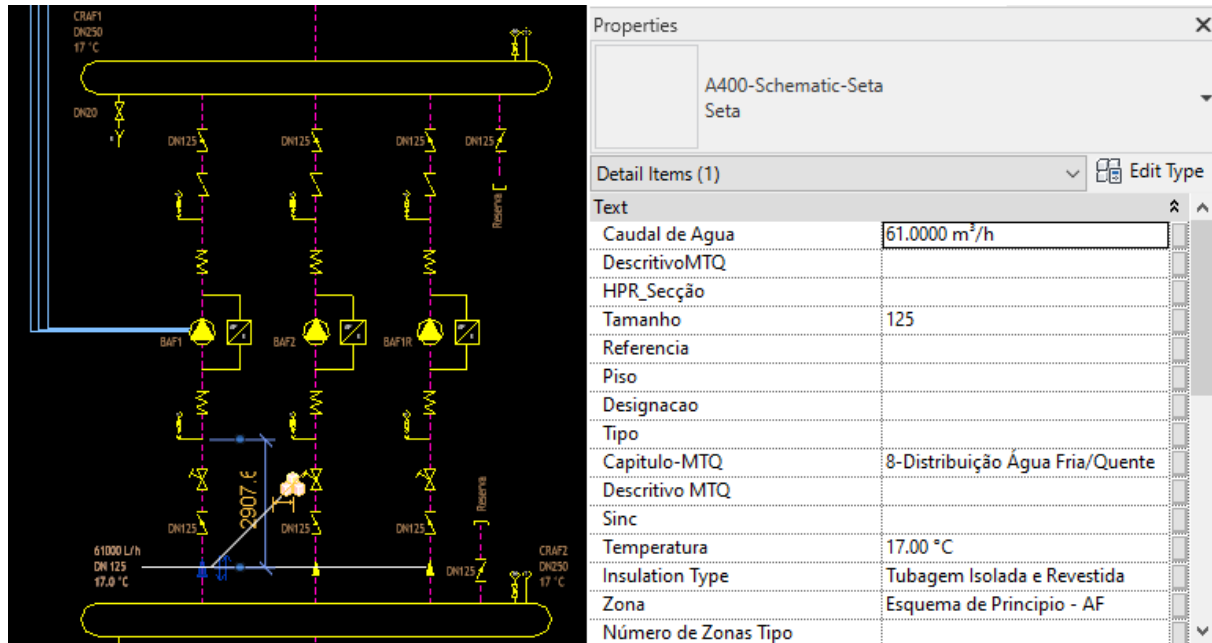 CRAF1
DN250
17 °C
DN20
DN125
DN125
DN125
DN125
Reserva
BAF1
BAF2
BAF1R
2907.6
Reserva
DN125
DN125
DN125
61000 L/h
DN 125
17.0 °C
DN125
CRAF2
DN250
17 °C
Properties
A400-Schematic-Seta
Seta
Detail Items (1)
Edit Type
Text
Caudal de Agua 61.0000 m³/h
DescritivoMTQ
HPR_Secção
Tamanho 125
Referencia
Piso
Designacao
Tipo
Capitulo-MTQ 8-Distribuição Água Fria/Quente
Descritivo MTQ
Sinc
Temperatura 17.00 °C
Insulation Type Tubagem Isolada e Revestida
Zona Esquema de Principio - AF
Número de Zonas Tipo